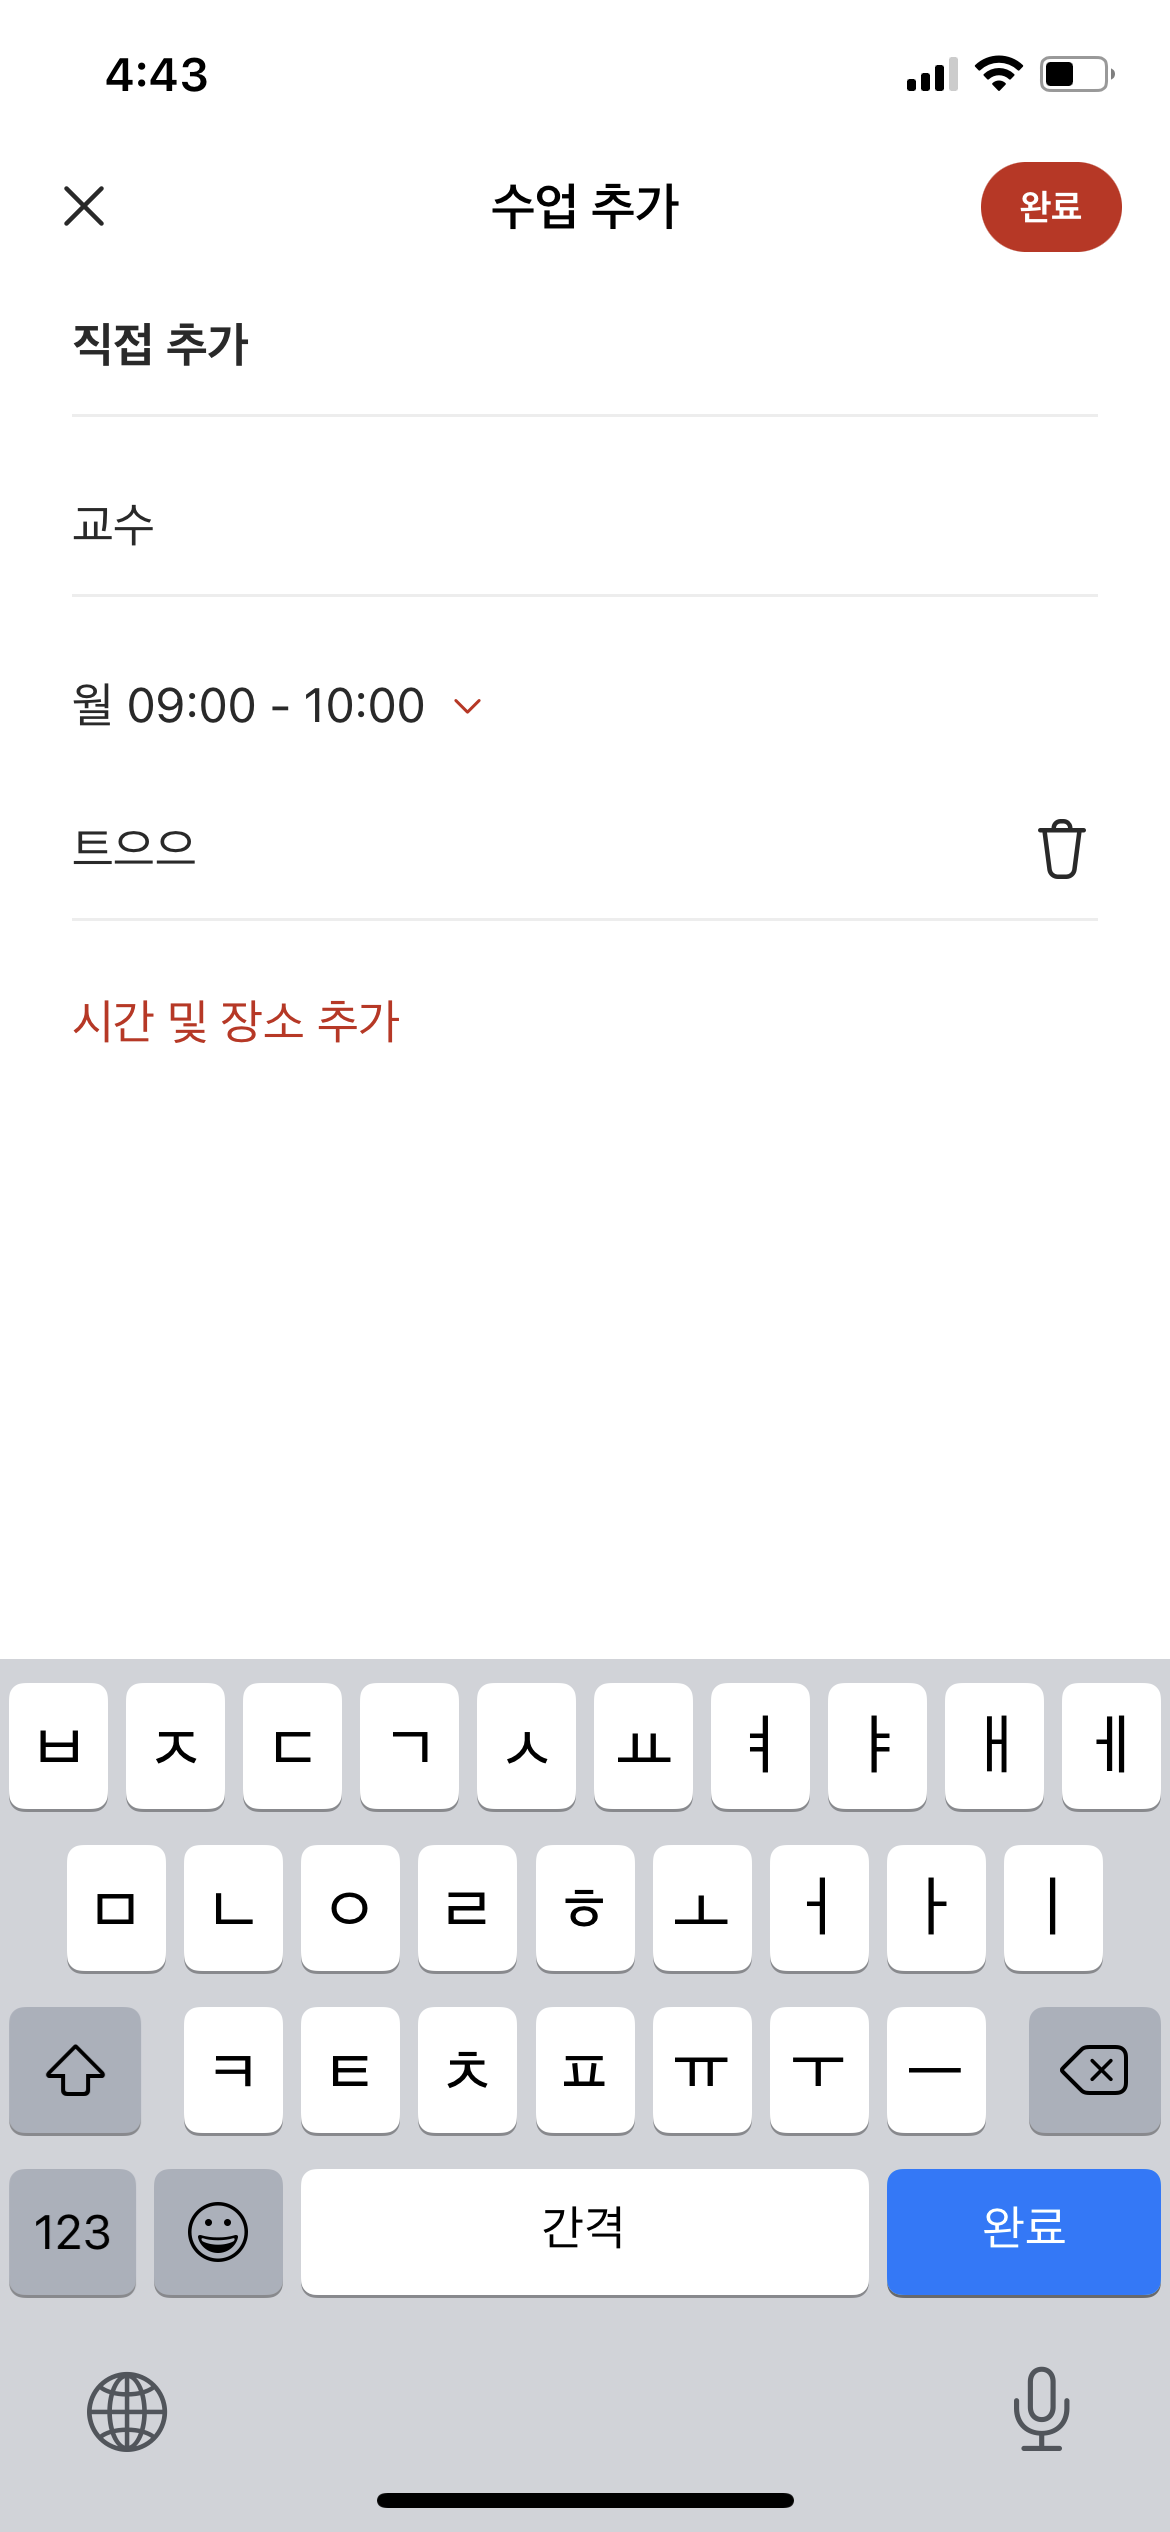 4:43
수업 추가
완료
직접 추가
교수
월 09:00 - 10:00
트으으
시간 및 장소 추가
ㅂ ㅈ ㄷ ㄱ ㅅ ㅛ ㅕ ㅑ ㅐ ㅔ
ㅁ ㄴ ㅇ ㄹ ㅎ ㅗ ㅓ ㅏ ㅣ
ㅋ ㅌ ㅊ ㅍ ㅠ ㅜ ㅡ
123 간격 완료